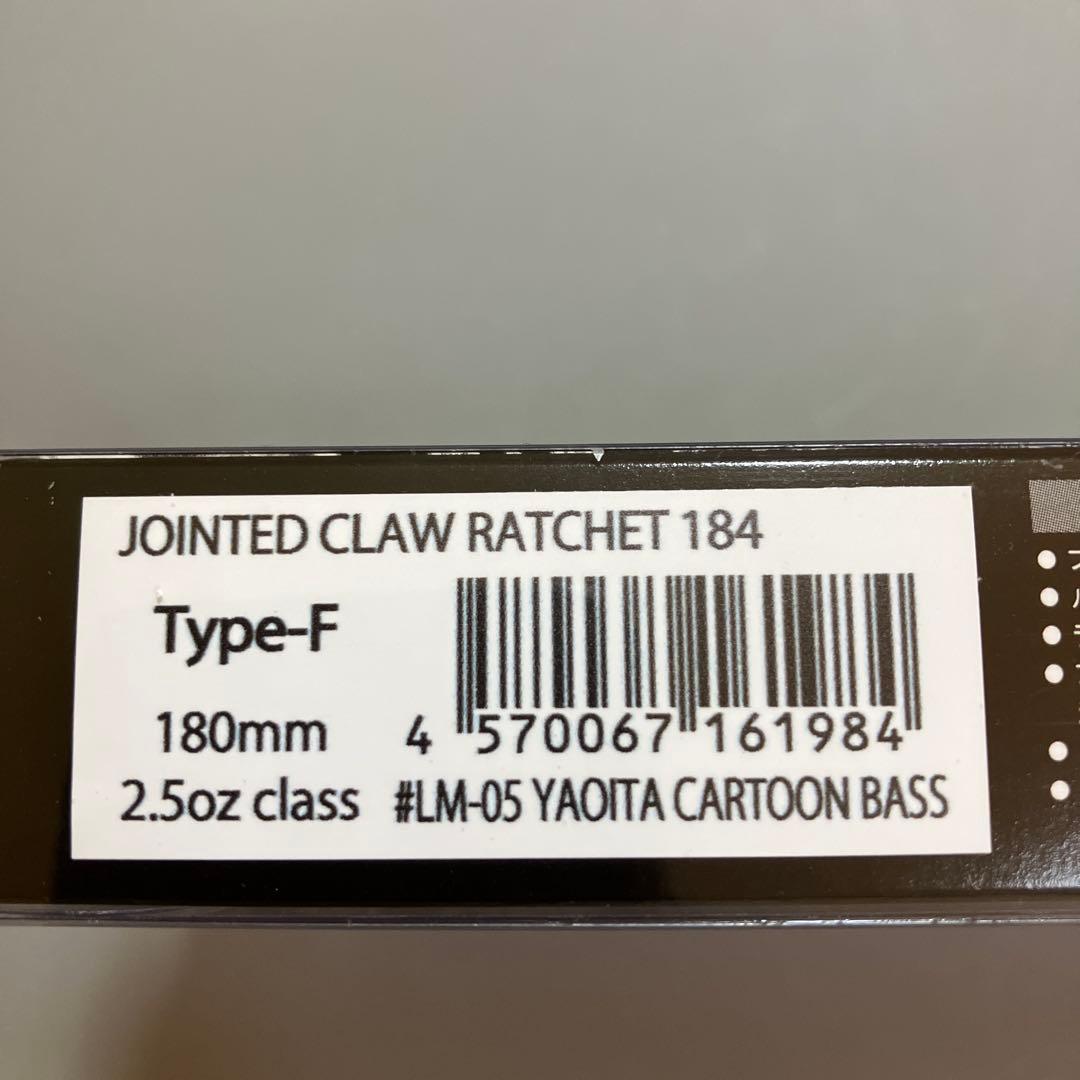 JOINTED CLAW RATCHET 184
Type-F
180mm
4 570067 161984
2.5oz class #LM-05 YAOITA CARTOON BASS